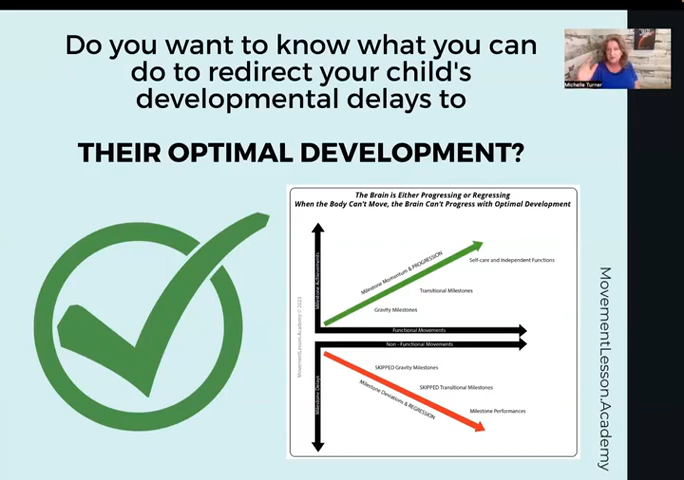 Do you want to know what you can
do to redirect your child's
developmental delays to
THEIR OPTIMAL DEVELOPMENT?
Michelle Turner
The Brain is Either Progressing or Regressing
When the Body Can't Move, the Brain Can't Progress with Optimal Development
Milestone Achievements
Milestone Momentum & PROGRESSION
Self-care and Independent Functions
Transitional Milestones
Gravity Milestones
Functional Movements
Non - Functional Movements
Milestone Delays
SKIPPED Gravity Milestones
SKIPPED Transitional Milestones
Milestone Deviations & REGRESSION
Milestone Performances
MovementLesson.Academy © 2023
MovementLesson.Academy